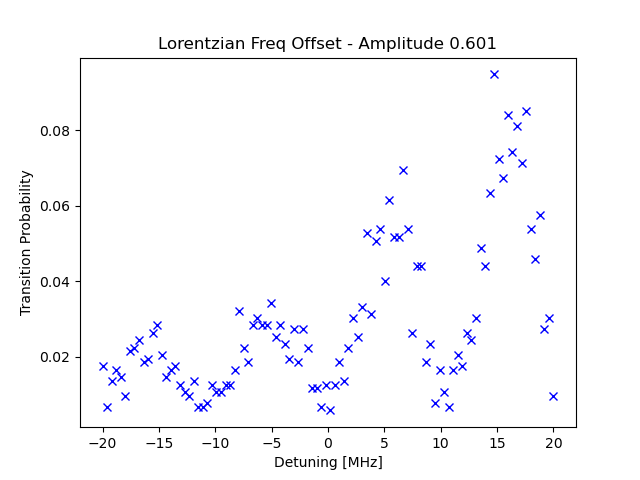 Lorentzian Freq Offset - Amplitude 0.601
Transition Probability
0.08
0.06
0.04
0.02
−20 −15 −10 −5 0 5 10 15 20
Detuning [MHz]